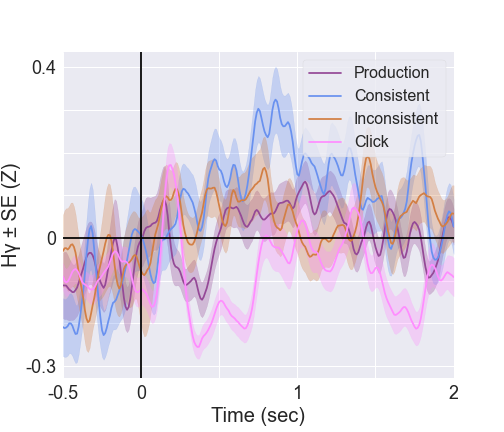 Production
Consistent
Inconsistent
Click
Hγ ± SE (Z)
0.4
0
-0.3
-0.5 0 1 2
Time (sec)